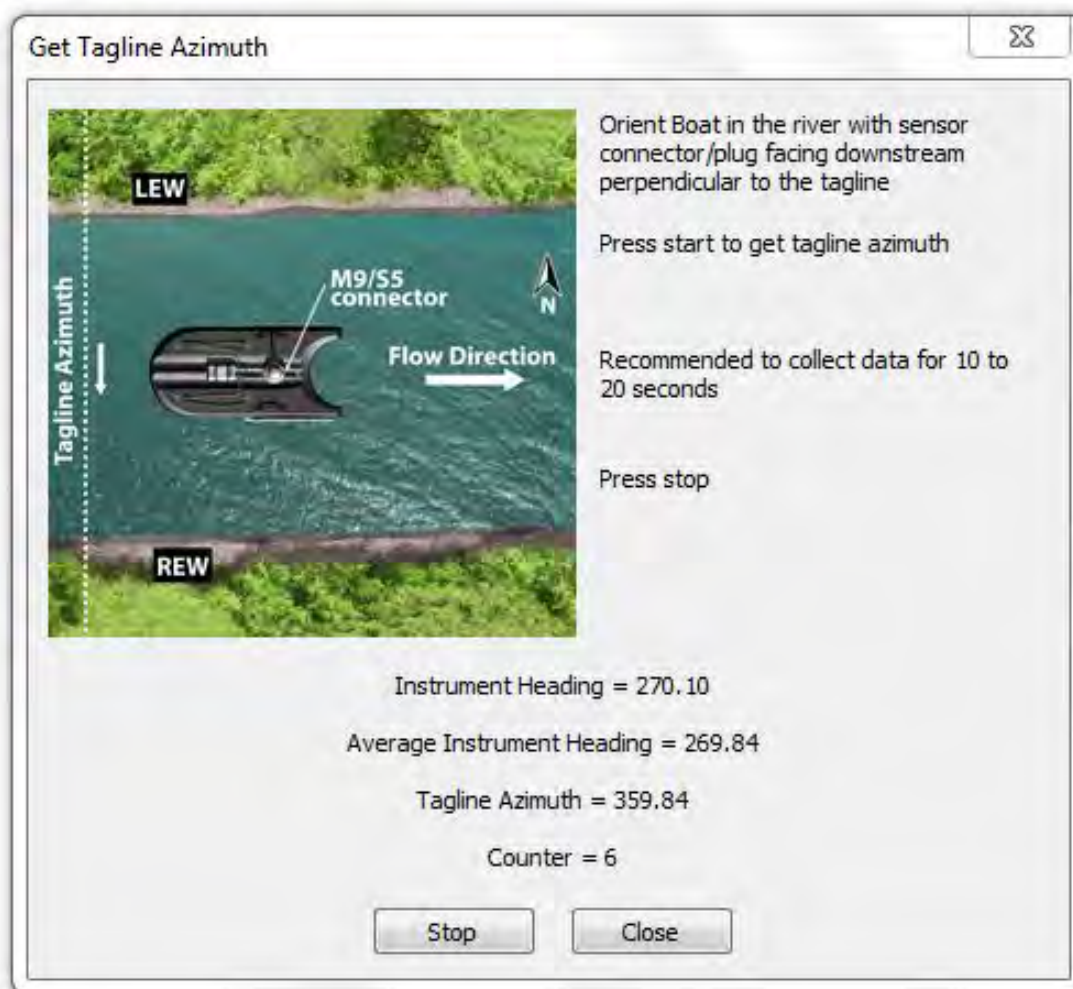 Get Tagline Azimuth
LEW
M9/S5
connector
N
Flow Direction
Tagline Azimuth
REW
Orient Boat in the river with sensor
connector/plug facing downstream
perpendicular to the tagline
Press start to get tagline azimuth
Recommended to collect data for 10 to
20 seconds
Press stop
Instrument Heading = 270.10
Average Instrument Heading = 269.84
Tagline Azimuth = 359.84
Counter = 6
Stop
Close